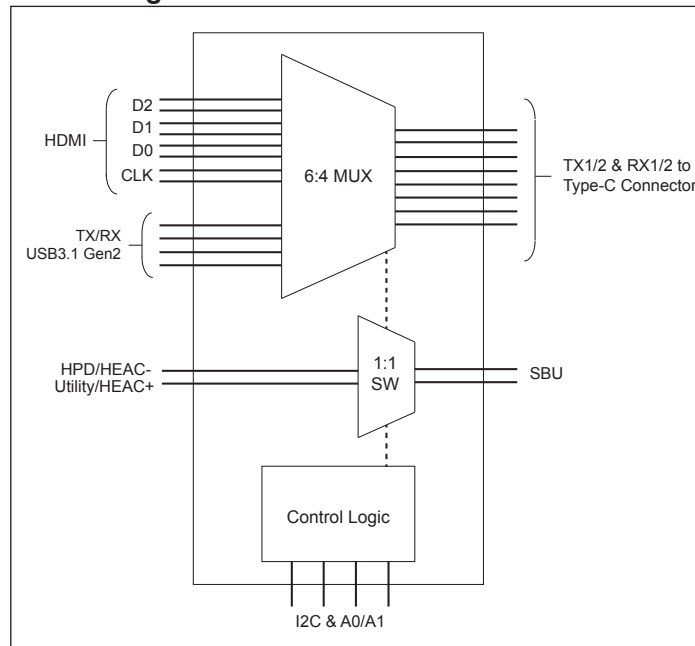 D2
D1
HDMI
D0
CLK
6:4 MUX
TX1/2 & RX1/2 to
Type-C Connector
TX/RX
USB3.1 Gen2
HPD/HEAC-
Utility/HEAC+
1:1
SW
SBU
Control Logic
I2C & A0/A1